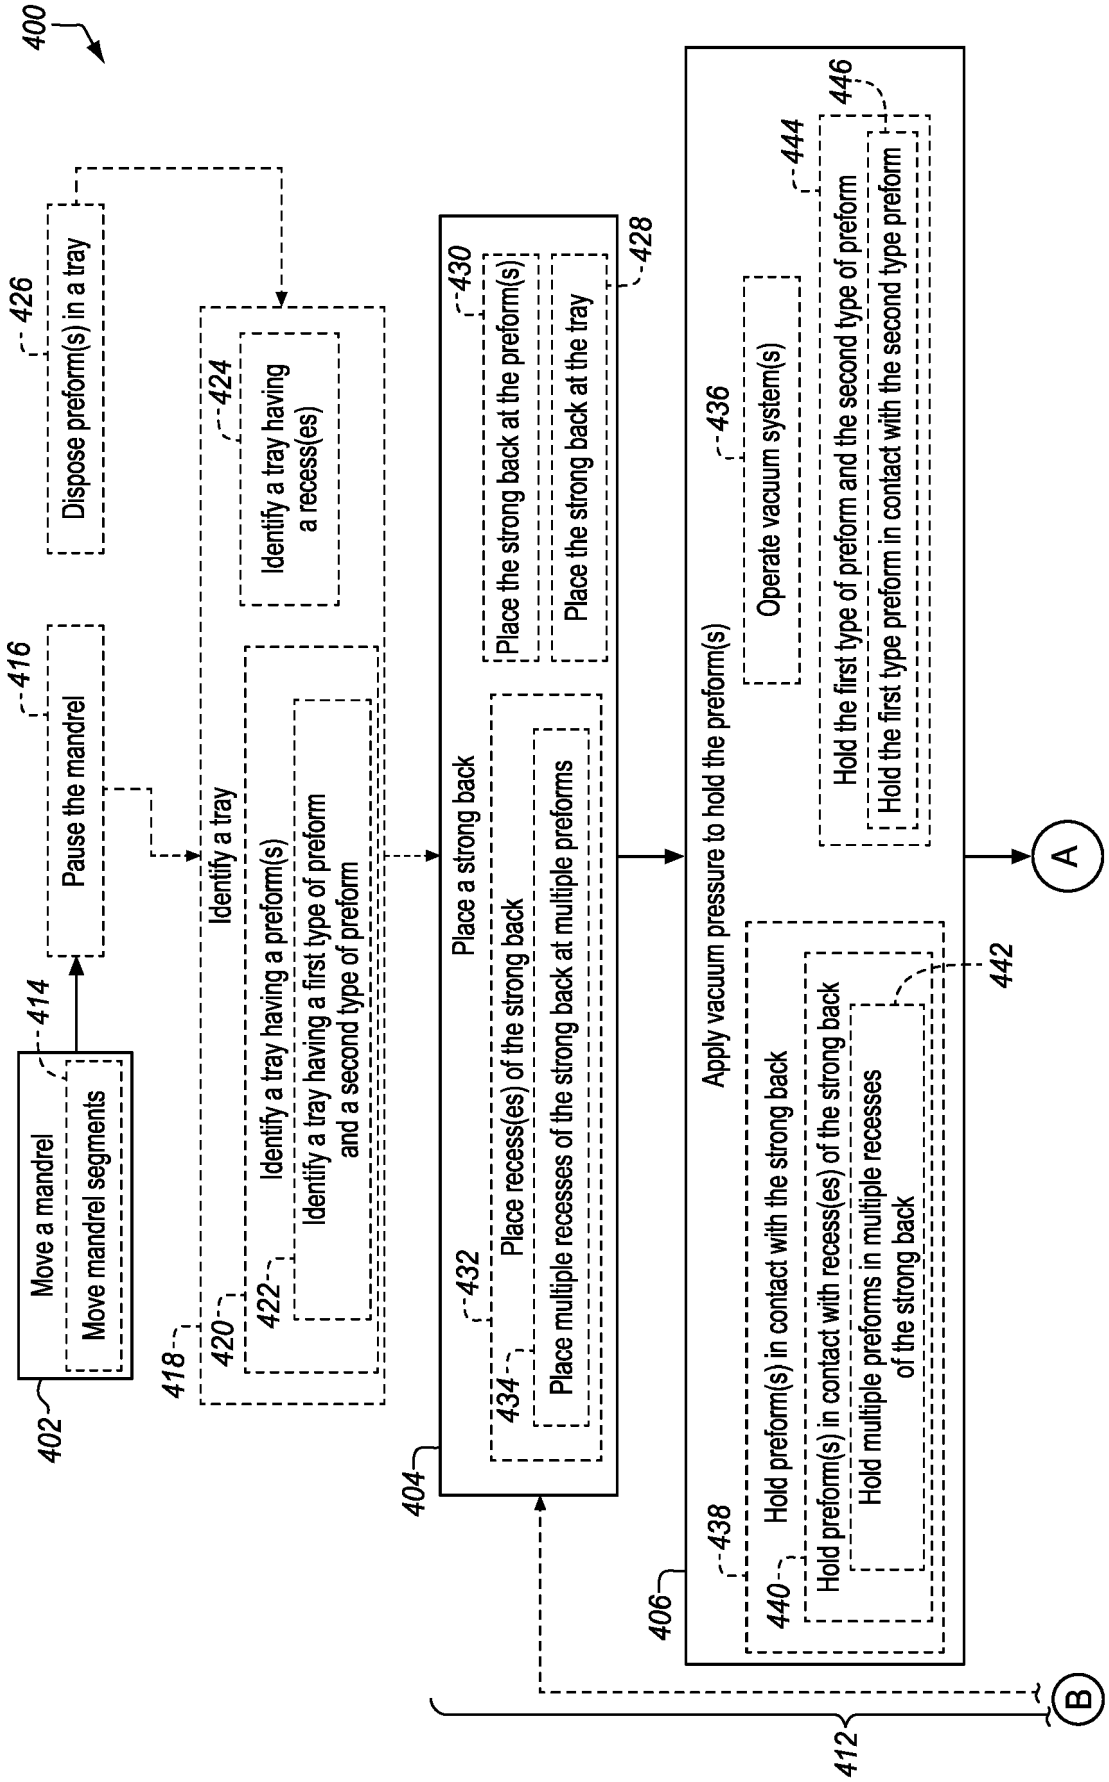 400
402
Move a mandrel
414
Move mandrel segments
416
Pause the mandrel
426
Dispose preform(s) in a tray
418
Identify a tray
420
Identify a tray having a preform(s)
422
Identify a tray having a first type of preform
and a second type of preform
424
Identify a tray having
a recess(es)
404
Place a strong back
432
Place recess(es) of the strong back
434
Place multiple recesses of the strong back at multiple preforms
430
Place the strong back at the preform(s)
428
Place the strong back at the tray
406
Apply vacuum pressure to hold the preform(s)
438
Hold preform(s) in contact with the strong back
440
Hold preform(s) in contact with recess(es) of the strong back
442
Hold multiple preforms in multiple recesses
of the strong back
436
Operate vacuum system(s)
444
Hold the first type of preform and the second type of preform
446
Hold the first type preform in contact with the second type preform
412
B
A